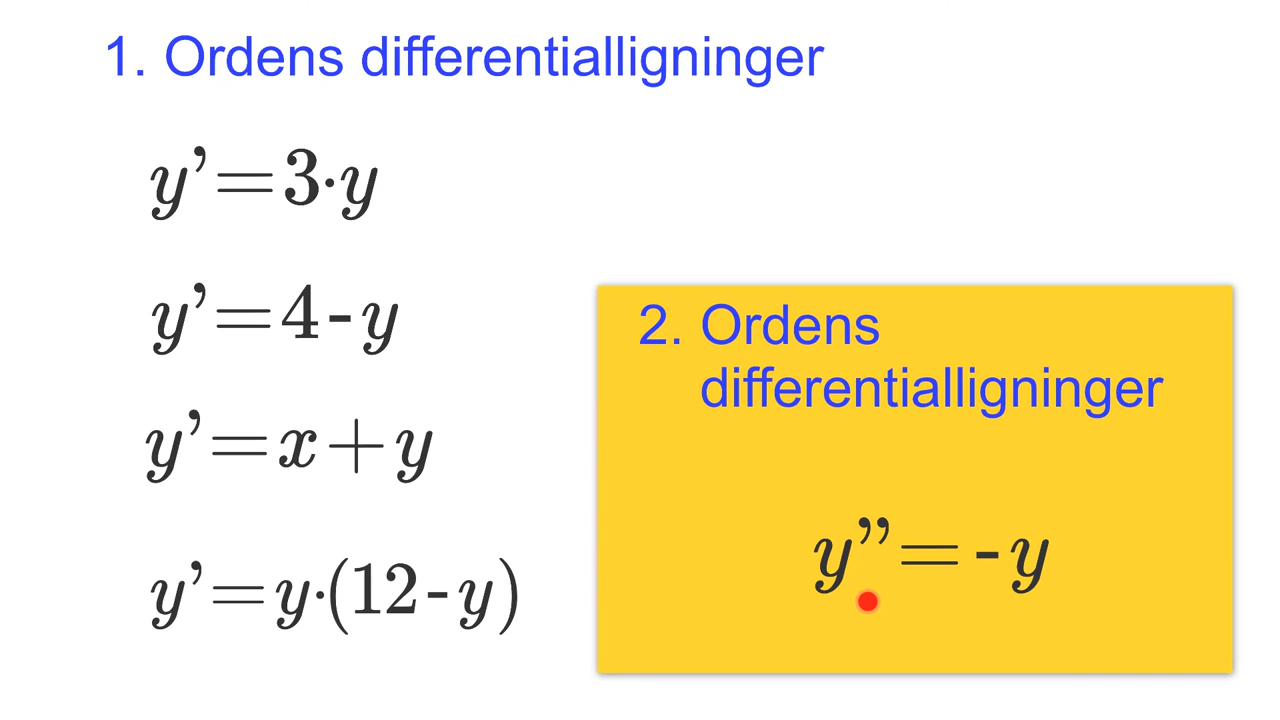 1. Ordens differentialligninger
y’=3·y
y’=4-y
y’=x+y
y’=y·(12-y)
2. Ordens
differentialligninger
y’’=-y